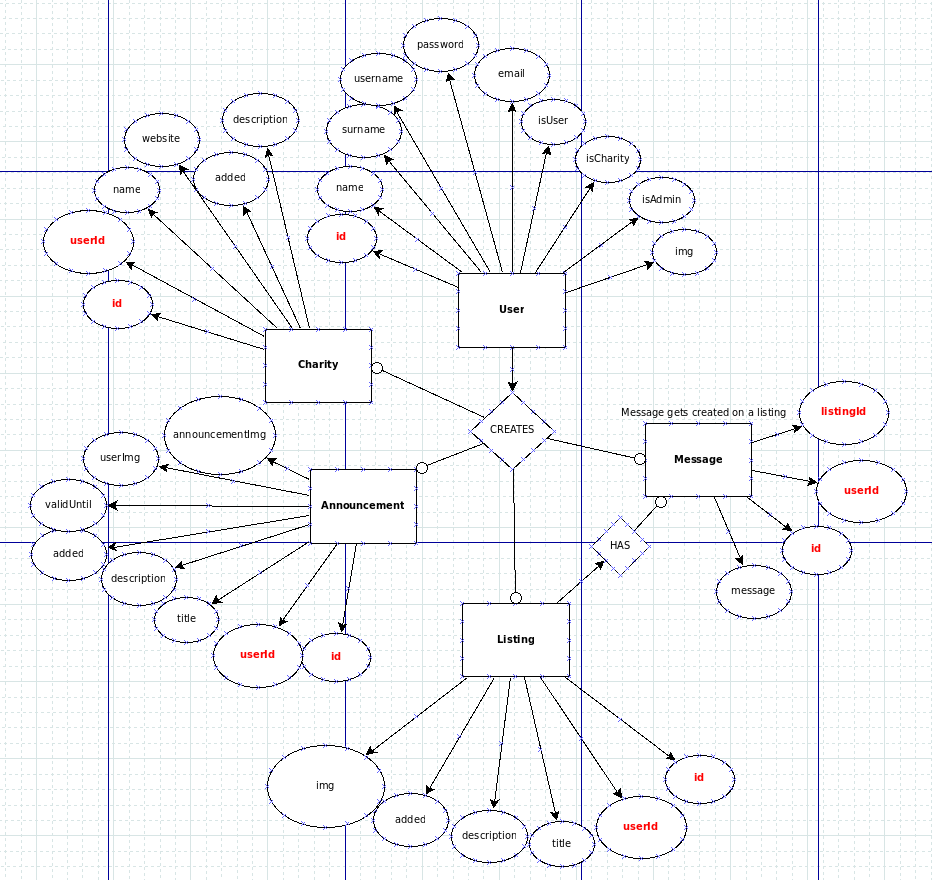 password
email
username
isUser
description
surname
website
isCharity
added
name
name
isAdmin
userId
id
img
id
User
Charity
Message gets created on a listing
listingId
CREATES
announcementImg
userImg
Message
userId
validUntil
Announcement
HAS
id
added
description
message
title
Listing
userId
id
id
img
added
userId
description
title